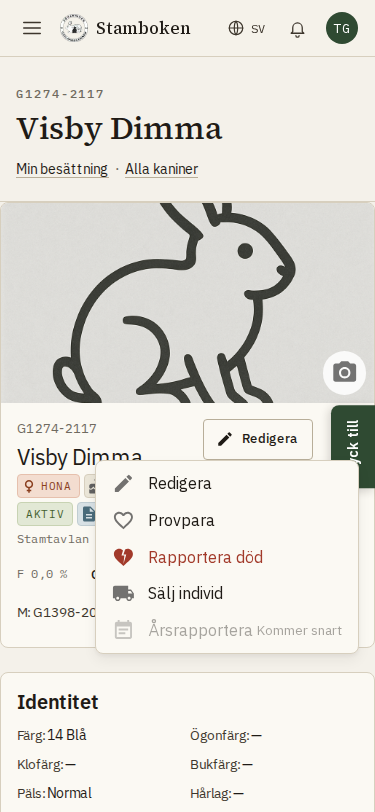 Stamboken
SV
TG
G1274-2117
Visby Dimma
Min besättning · Alla kaniner
G1274-2117
Redigera
Visby Dimma
HONA
AKTIV
Stamtavlan
F 0,0 %
M: G1398-20
Redigera
Provpara
Rapportera död
Sälj individ
Årsrapportera Kommer snart
Identitet
Färg: 14 Blå
Ögonfärg: —
Klofärg: —
Bukfärg: —
Päls: Normal
Hårlag: —